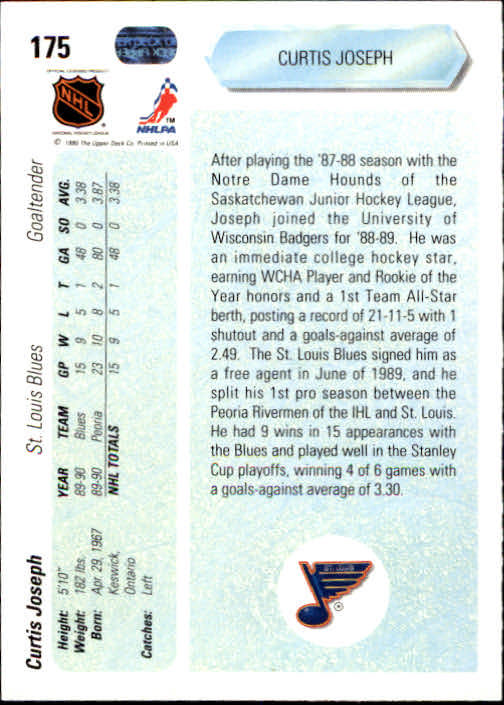 175
CURTIS JOSEPH
OFFICIAL LICENSED PRODUCT
NHL
NATIONAL HOCKEY LEAGUE
TM
NHLPA
© 1990 The Upper Deck Co. Printed in USA
After playing the '87-88 season with the
Notre Dame Hounds of the
Saskatchewan Junior Hockey League,
Joseph joined the University of
Wisconsin Badgers for '88-89. He was
an immediate college hockey star,
earning WCHA Player and Rookie of the
Year honors and a 1st Team All-Star
berth, posting a record of 21-11-5 with 1
shutout and a goals-against average of
2.49. The St. Louis Blues signed him as
a free agent in June of 1989, and he
split his 1st pro season between the
Peoria Rivermen of the IHL and St. Louis.
He had 9 wins in 15 appearances with
the Blues and played well in the Stanley
Cup playoffs, winning 4 of 6 games with
a goals-against average of 3.30.
ST. LOUIS
®
Curtis Joseph St. Louis Blues Goaltender
Height: 5'10"
Weight: 182 lbs.
Born: Apr. 29, 1967
Keswick,
Ontario
Catches: Left
YEAR TEAM GP W L T GA SO AVG.
89-90 Blues 15 9 5 1 48 0 3.38
89-90 Peoria 23 10 8 2 80 0 3.87
NHL TOTALS 15 9 5 1 48 0 3.38